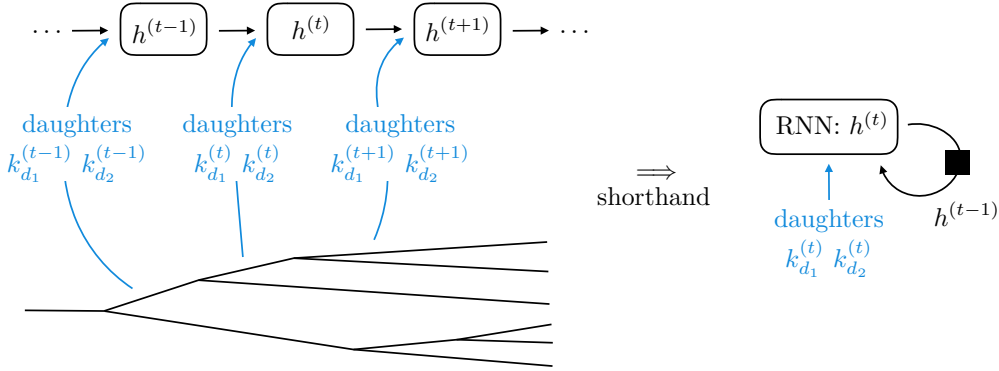 ··· h^{(t−1)} h^{(t)} h^{(t+1)} ···
daughters daughters daughters
k_{d_1}^{(t−1)} k_{d_2}^{(t−1)} k_{d_1}^{(t)} k_{d_2}^{(t)} k_{d_1}^{(t+1)} k_{d_2}^{(t+1)}
⟹
shorthand
RNN: h^{(t)}
h^{(t−1)}
daughters
k_{d_1}^{(t)} k_{d_2}^{(t)}